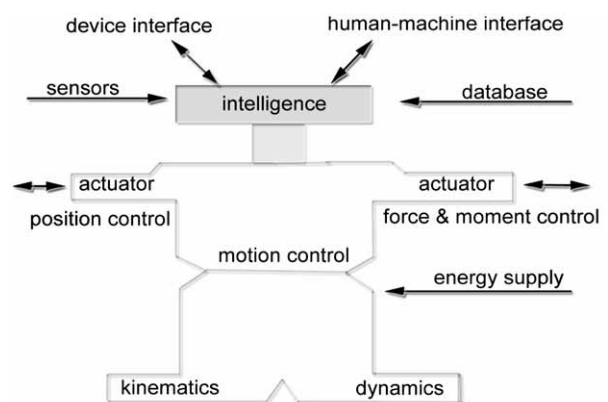 device interface
human-machine interface
sensors
intelligence
database
actuator
actuator
position control
force & moment control
motion control
energy supply
kinematics
dynamics